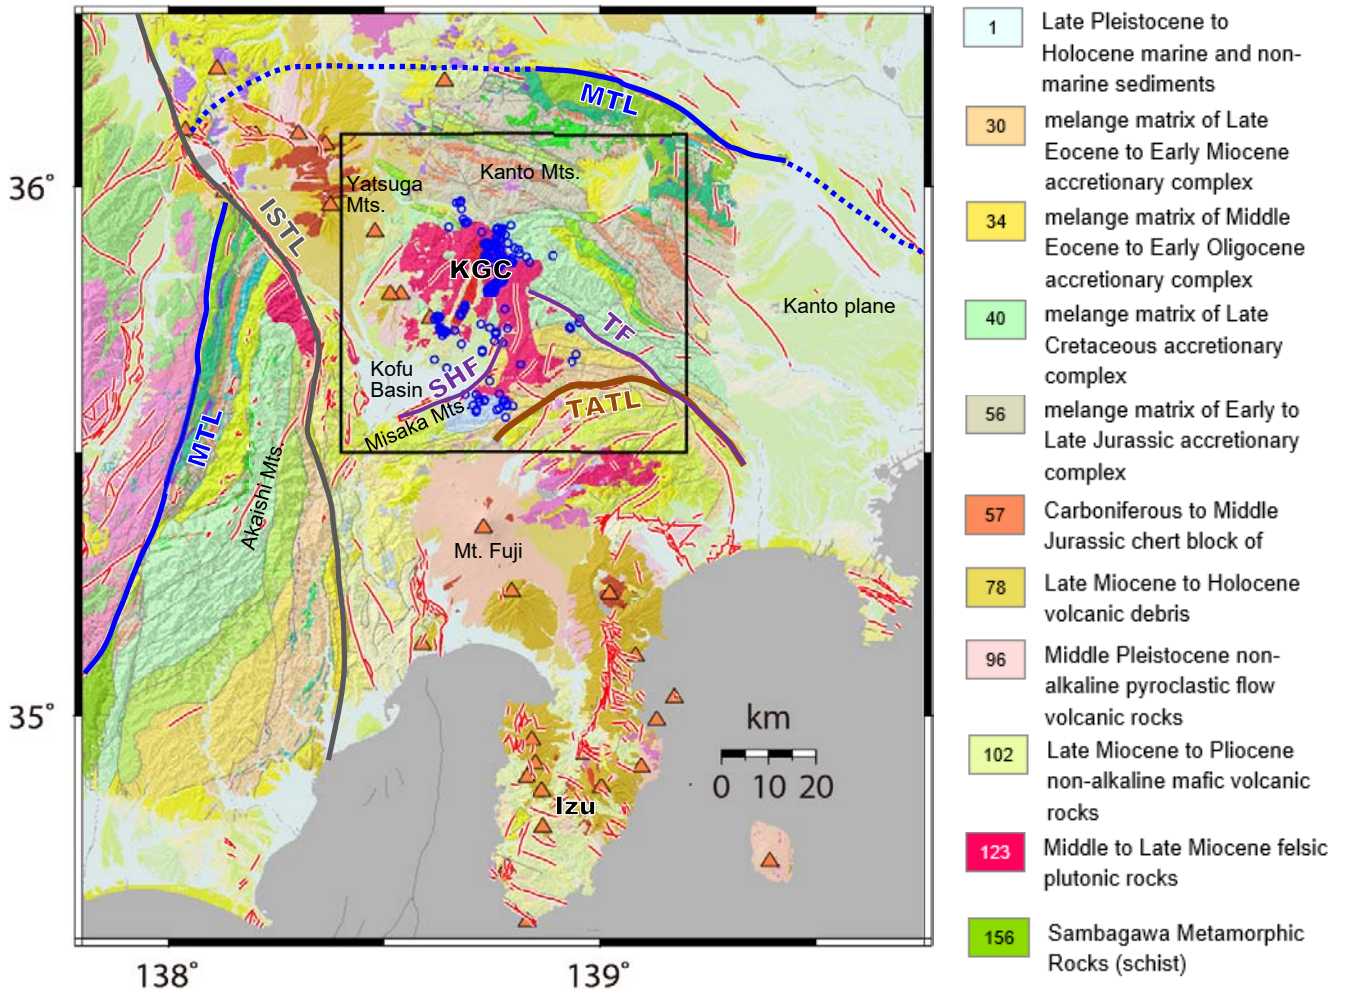 MTL
36°
Kanto Mts.
Yatsuga
Mts.
ISTL
KGC
Kanto plane
TF
Kofu
Basin
SHF
TATL
Misaka Mts.
MTL
Akaishi Mts.
Mt. Fuji
35°
km
0 10 20
Izu
138°
139°
1
Late Pleistocene to
Holocene marine and non-
marine sediments
30
melange matrix of Late
Eocene to Early Miocene
accretionary complex
34
melange matrix of Middle
Eocene to Early Oligocene
accretionary complex
40
melange matrix of Late
Cretaceous accretionary
complex
56
melange matrix of Early to
Late Jurassic accretionary
complex
57
Carboniferous to Middle
Jurassic chert block of
78
Late Miocene to Holocene
volcanic debris
96
Middle Pleistocene non-
alkaline pyroclastic flow
volcanic rocks
102
Late Miocene to Pliocene
non-alkaline mafic volcanic
rocks
123
Middle to Late Miocene felsic
plutonic rocks
156
Sambagawa Metamorphic
Rocks (schist)